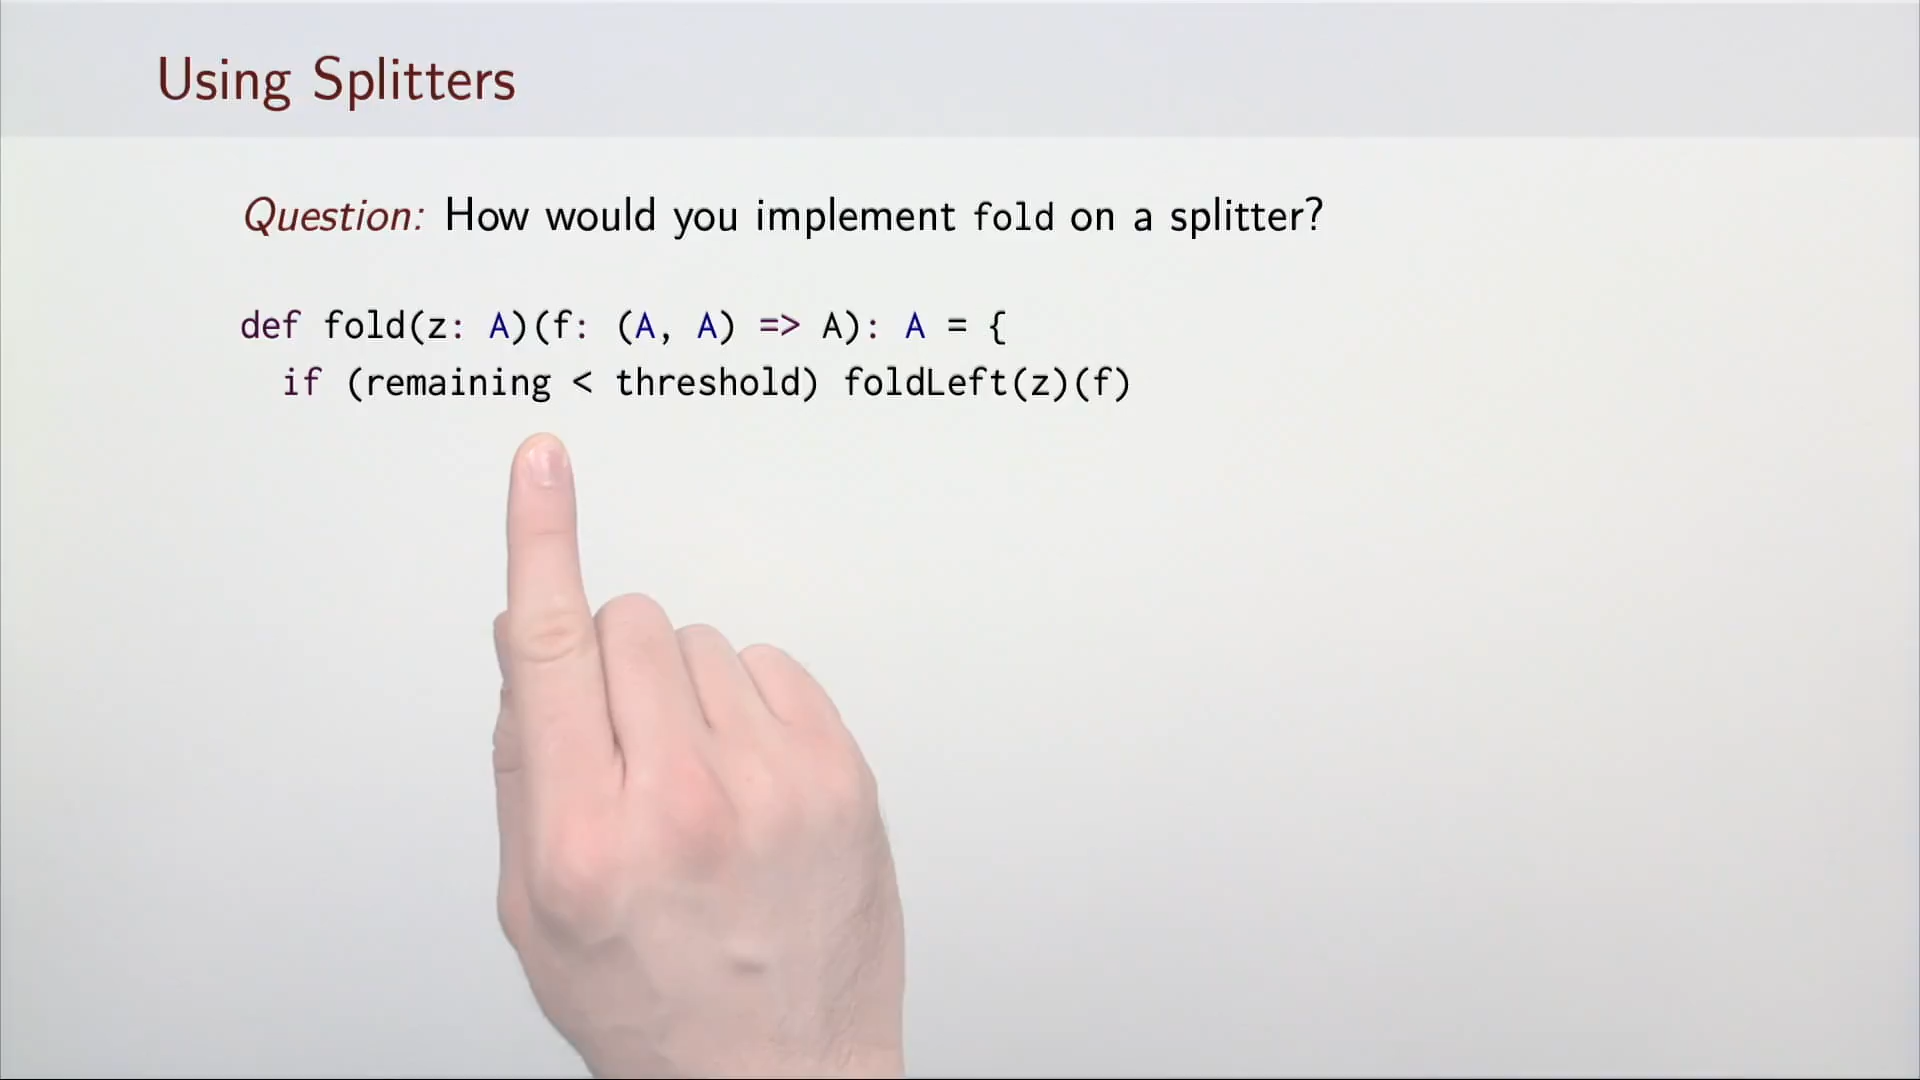 Using Splitters
Question: How would you implement fold on a splitter?
def fold(z: A)(f: (A, A) => A): A = {
if (remaining < threshold) foldLeft(z)(f)